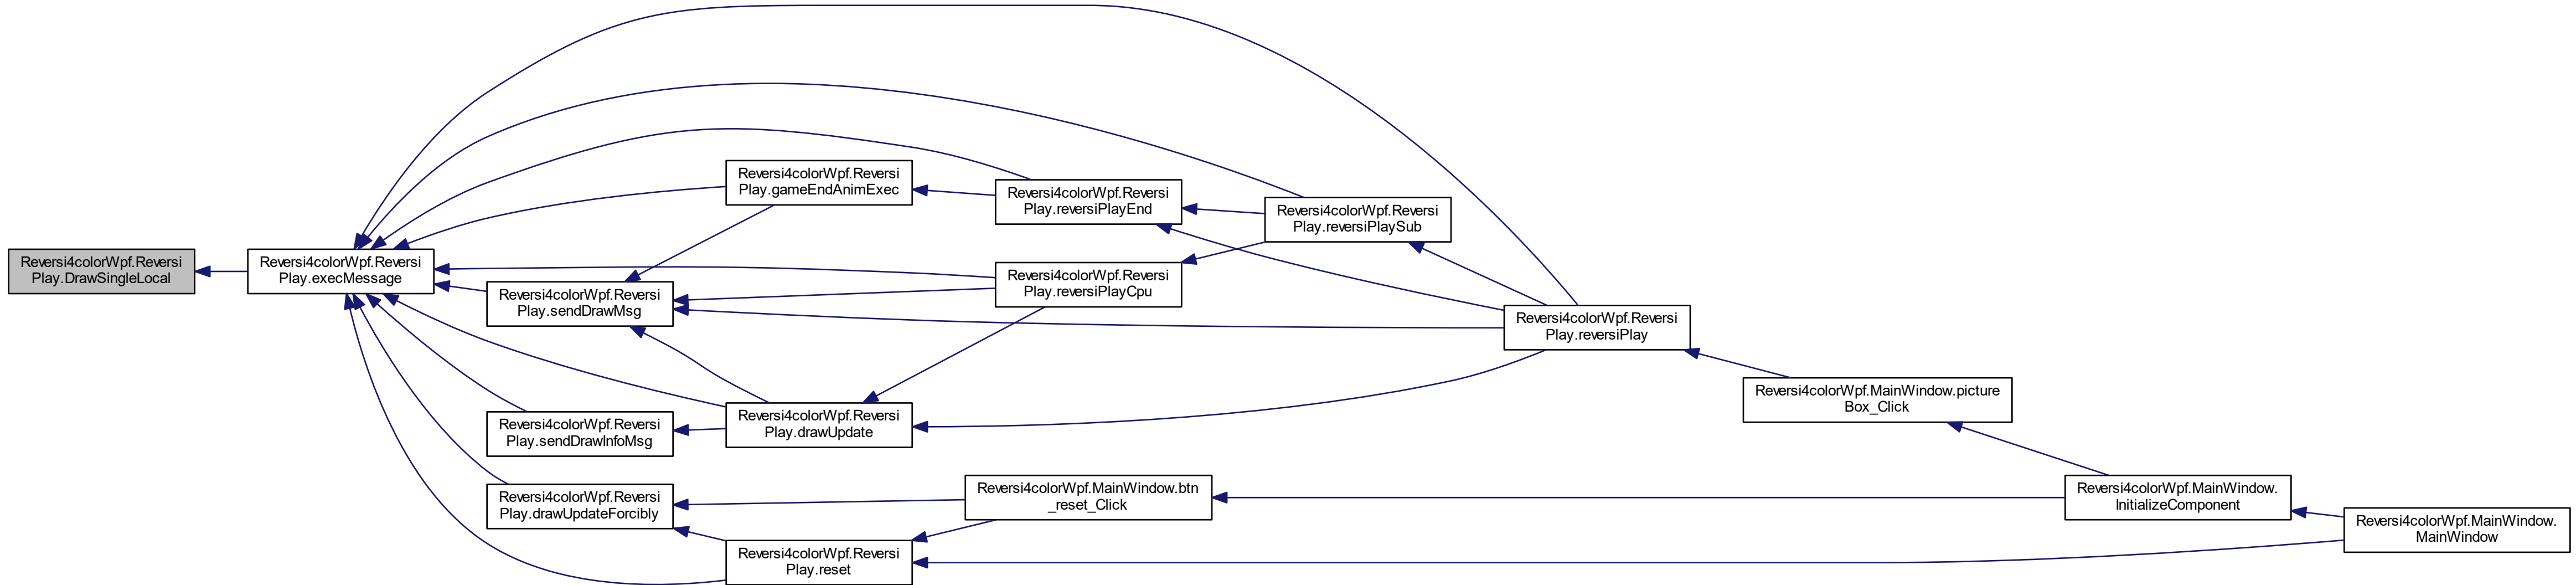 Reversi4colorWpf.Reversi
Play.DrawSingleLocal
Reversi4colorWpf.Reversi
Play.execMessage
Reversi4colorWpf.Reversi
Play.gameEndAnimExec
Reversi4colorWpf.Reversi
Play.sendDrawMsg
Reversi4colorWpf.Reversi
Play.sendDrawInfoMsg
Reversi4colorWpf.Reversi
Play.drawUpdateForcibly
Reversi4colorWpf.Reversi
Play.drawUpdate
Reversi4colorWpf.Reversi
Play.reset
Reversi4colorWpf.Reversi
Play.reversiPlayEnd
Reversi4colorWpf.Reversi
Play.reversiPlayCpu
Reversi4colorWpf.MainWindow.btn
_reset_Click
Reversi4colorWpf.Reversi
Play.reversiPlaySub
Reversi4colorWpf.Reversi
Play.reversiPlay
Reversi4colorWpf.MainWindow.picture
Box_Click
Reversi4colorWpf.MainWindow.
InitializeComponent
Reversi4colorWpf.MainWindow.
MainWindow